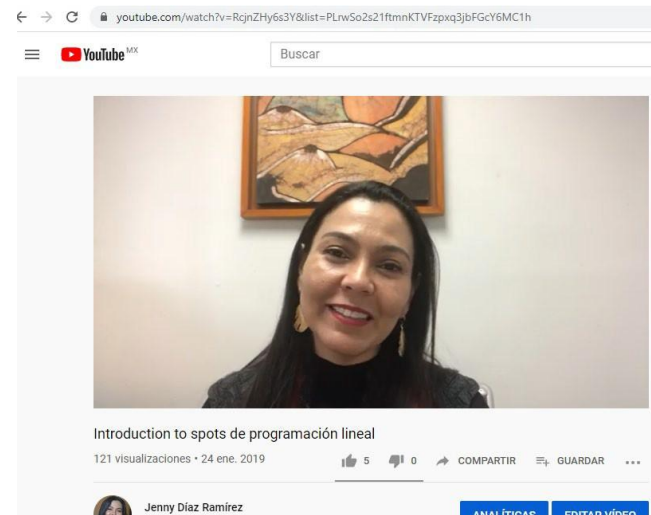 youtube.com/watch?v=RcjnZHy6s3Y&list=PLrwSo2s21ftmnKTVFzpxq3jbFGcY6MC1h
YouTube MX
Buscar
Introduction to spots de programación lineal
121 visualizaciones • 24 ene. 2019
5
0
COMPARTIR
GUARDAR
Jenny Díaz Ramírez
ANALÍTICAS
EDITAR VÍDEO